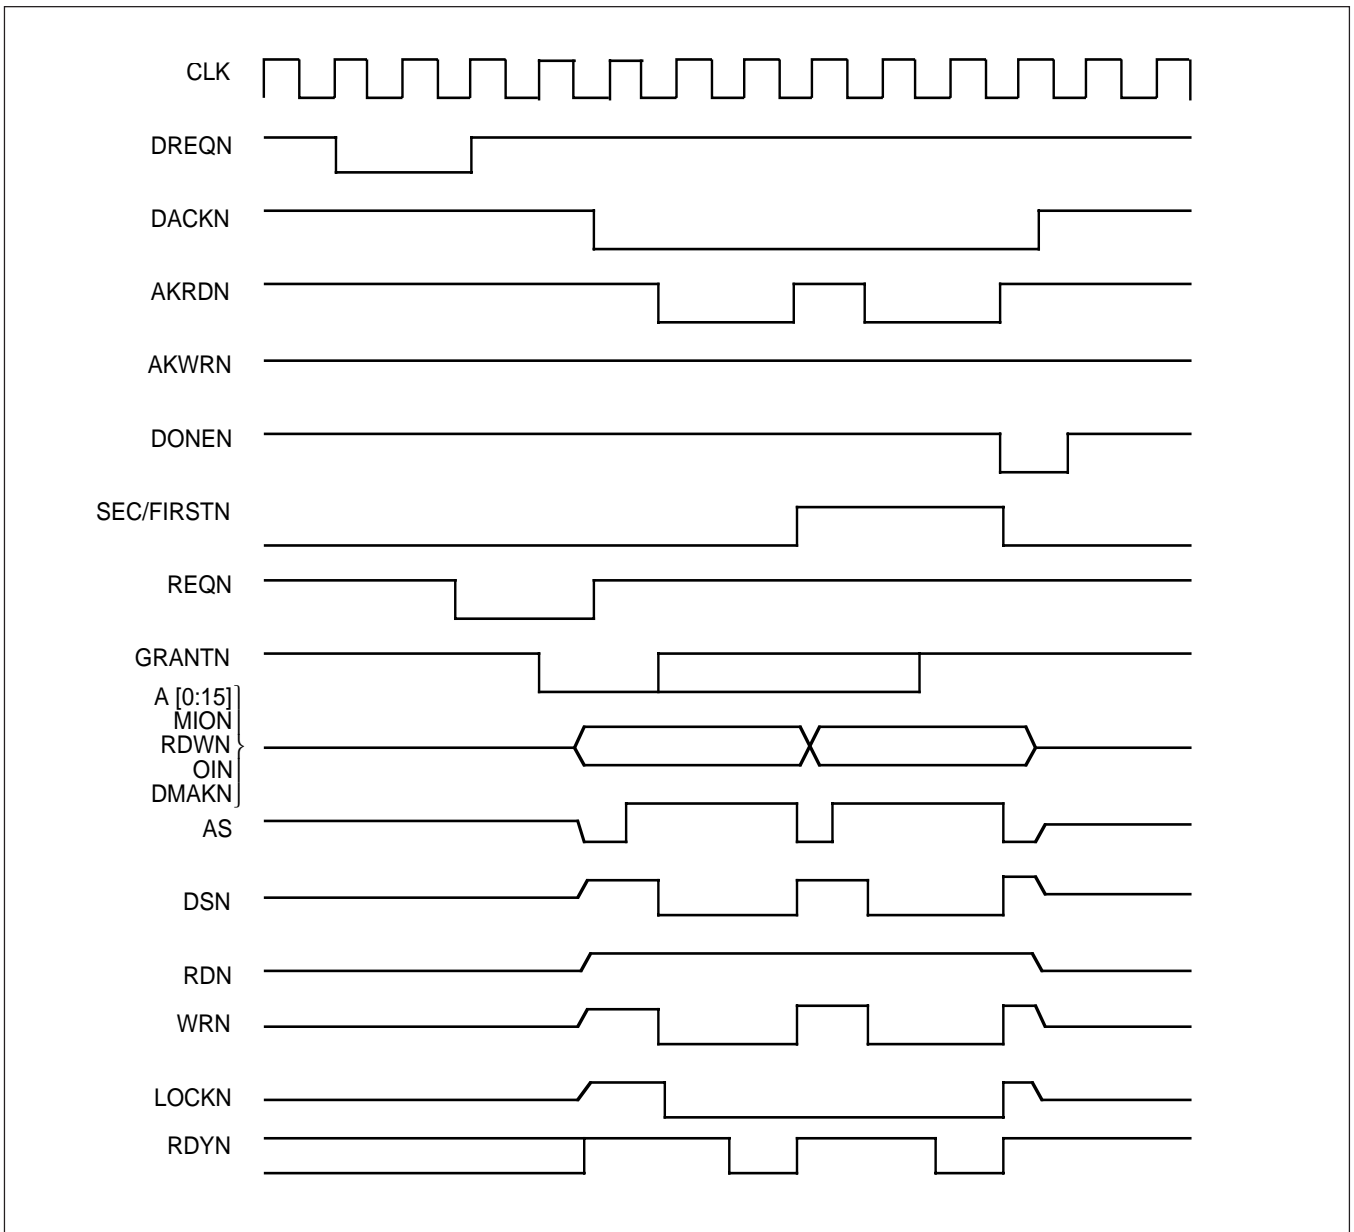 CLK
DREQN
DACKN
AKRDN
AKWRN
DONEN
SEC/FIRSTN
REQN
GRANTN
A [0:15]
MION
RDWN
OIN
DMAKN
AS
DSN
RDN
WRN
LOCKN
RDYN